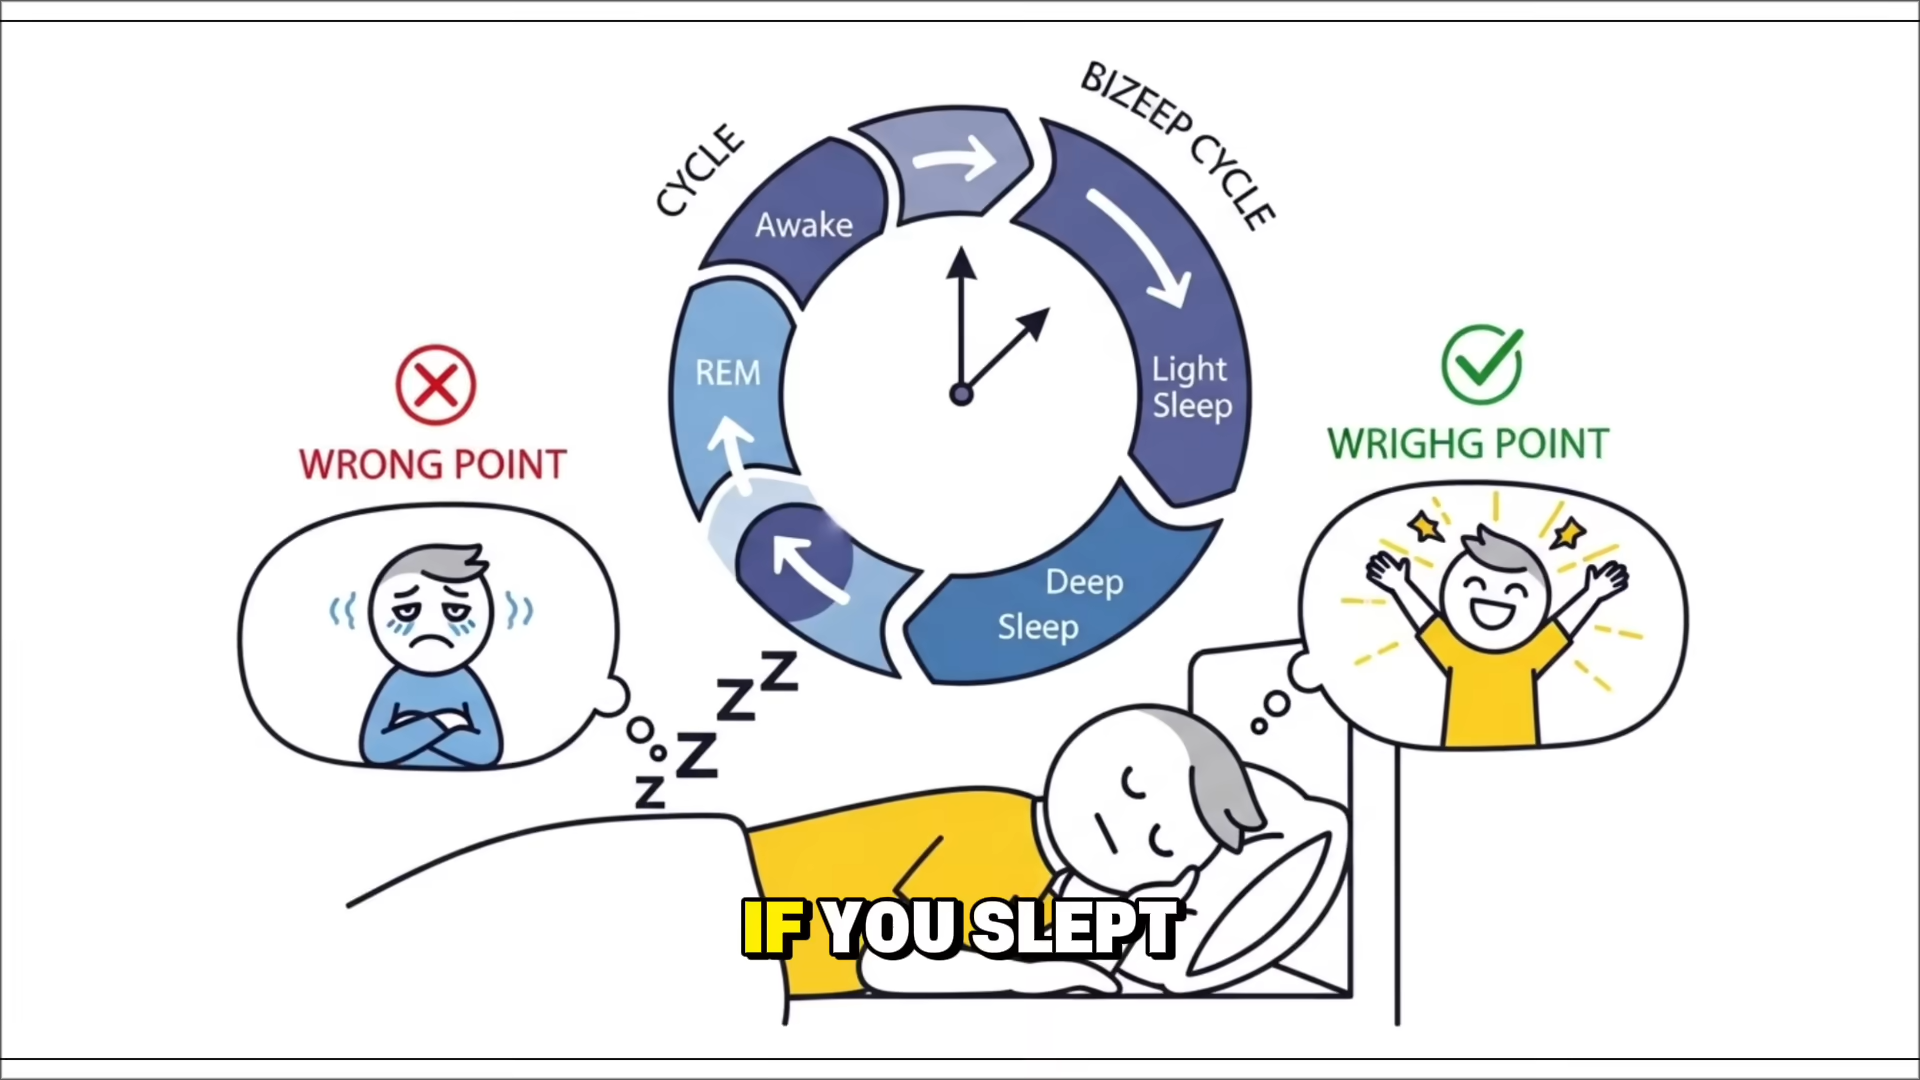 BIZEEP CYCLE
CYCLE
Awake
REM
Light
Sleep
WRONG POINT
WRIGHG POINT
Deep
Sleep
Z
Z
Z
Z
IF YOU SLEPT